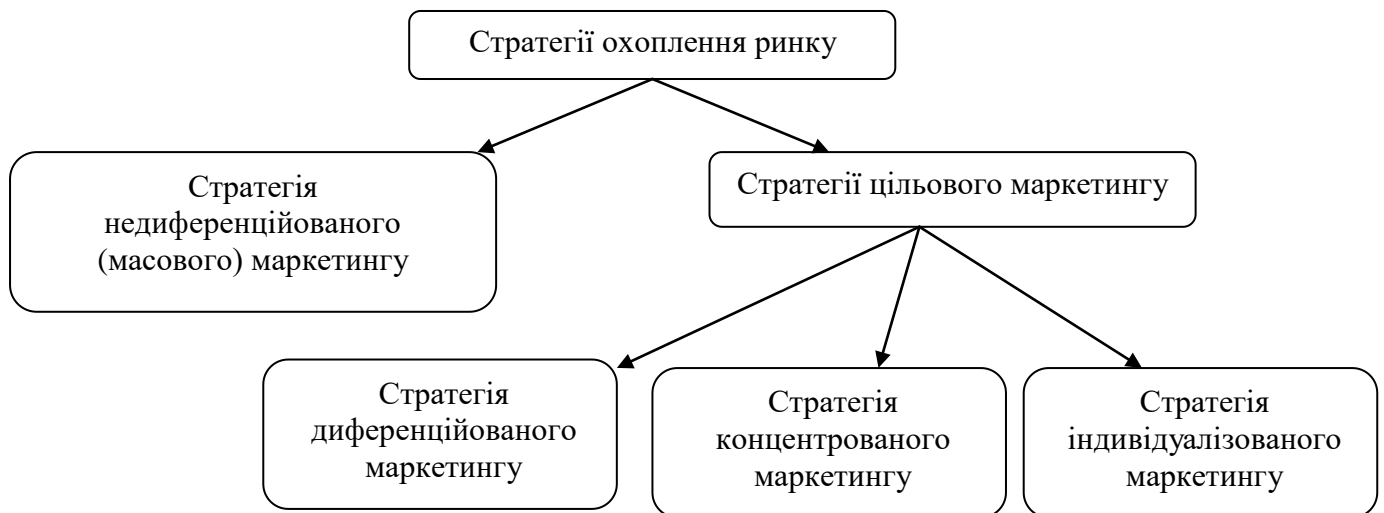 Стратегії охоплення ринку
Стратегія
недиференційованого
(масового) маркетингу
Стратегії цільового маркетингу
Стратегія
диференційованого
маркетингу
Стратегія
концентрованого
маркетингу
Стратегія
індивідуалізованого
маркетингу